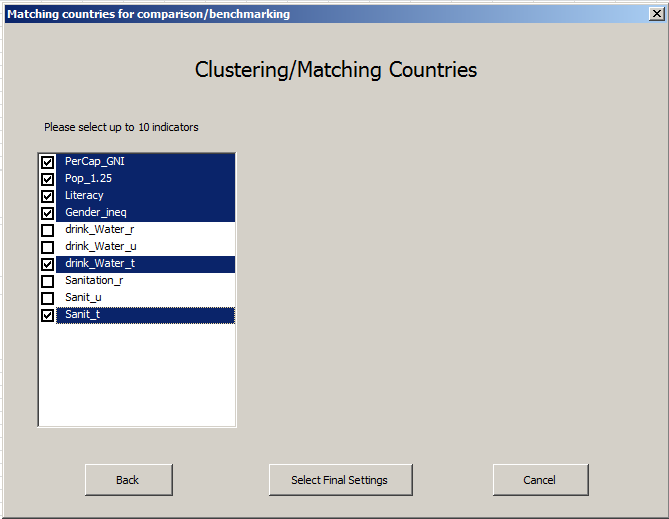 Matching countries for comparison/benchmarking
Clustering/Matching Countries
Please select up to 10 indicators
PerCap_GNI
Pop_1.25
Literacy
Gender_ineq
drink_Water_r
drink_Water_u
drink_Water_t
Sanitation_r
Sanit_u
Sanit_t
Back Select Final Settings Cancel